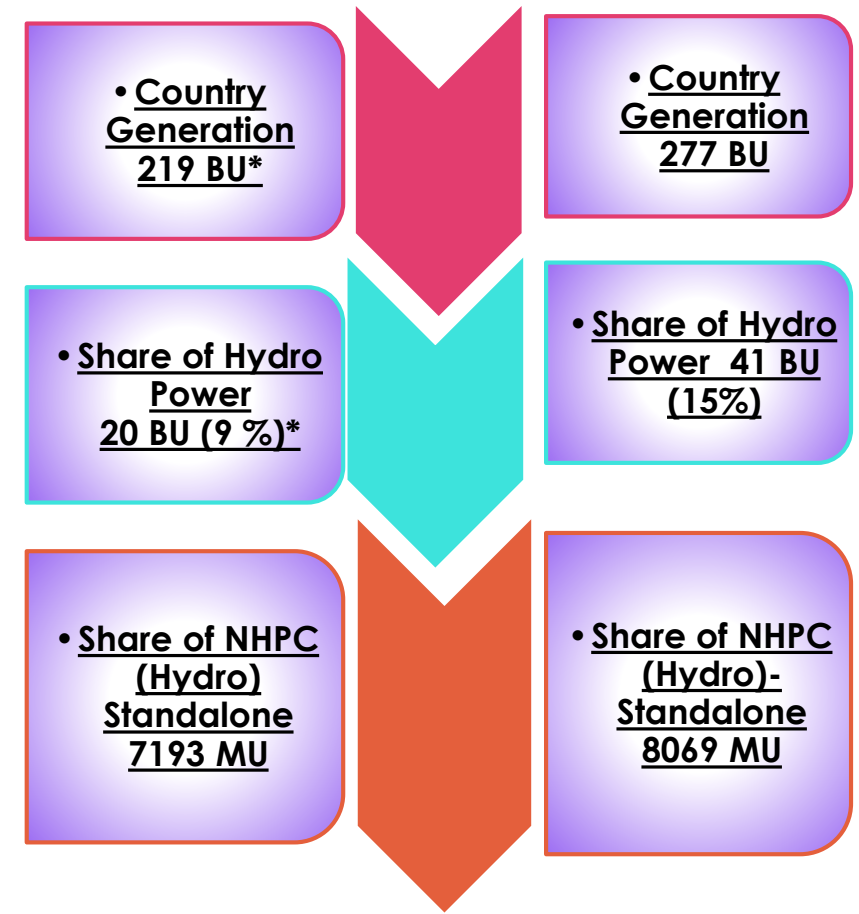 • Country
Generation
219 BU*
• Country
Generation
277 BU
• Share of Hydro
Power
20 BU (9 %)*
• Share of Hydro
Power  41 BU
(15%)
• Share of NHPC
(Hydro)
Standalone
7193 MU
• Share of NHPC
(Hydro)-
Standalone
8069 MU